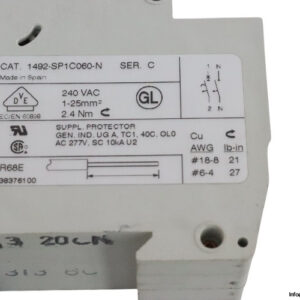 CAT. 1492-SP1C060-N SER. C
Made in Spain
240 VAC
1-25mm²
2.4 Nm
GL
1 N
2 N
SUPPL. PROTECTOR
GEN. IND. UG A, TC1, 40C, OL0
AC 277V, SC 10kA U2
Cu
AWG lb-in
#18-8 21
#6-4 27
R68E